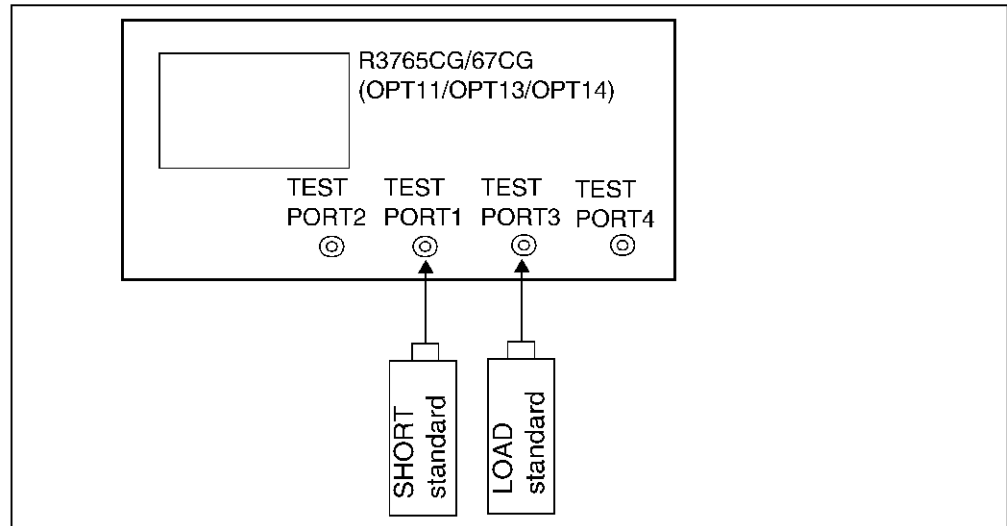 R3765CG/67CG
(OPT11/OPT13/OPT14)
TEST PORT2
TEST PORT1
TEST PORT3
TEST PORT4
SHORT
standard
LOAD
standard